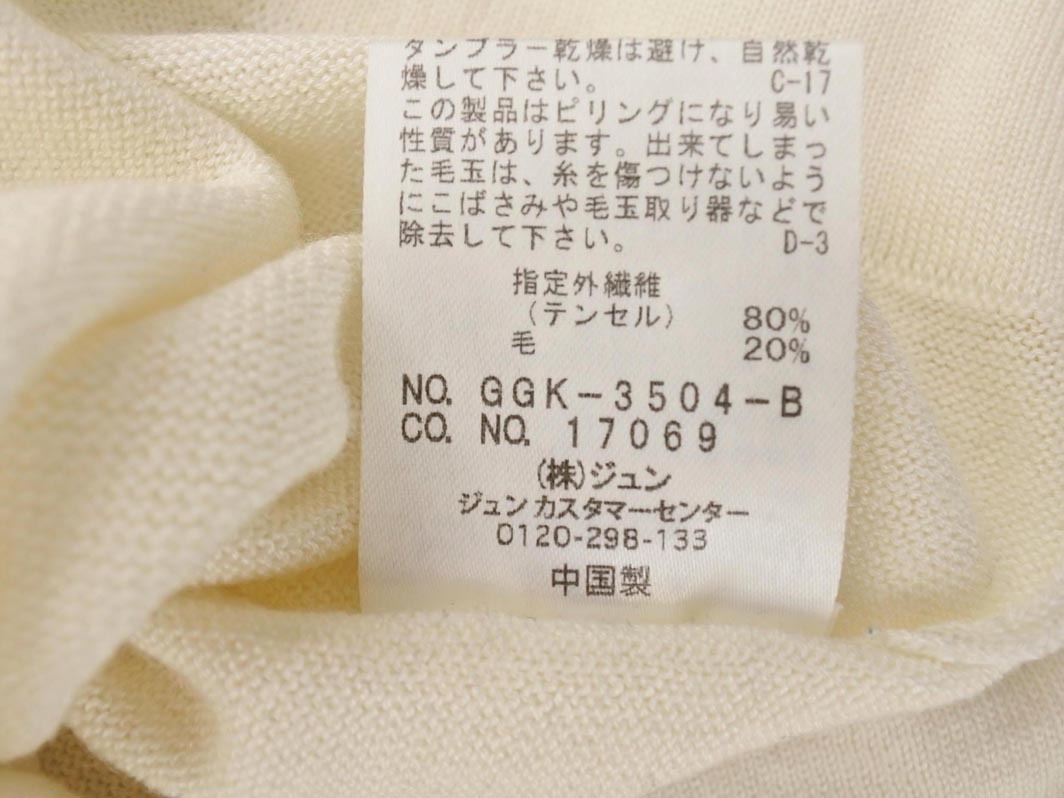 タンブラー乾燥は避け、自然乾
燥して下さい。 C-17
この製品はピリングになり易い
性質があります。出来てしまっ
た毛玉は、糸を傷つけないよう
にこばさみや毛玉取り器などで
除去して下さい。 D-3
指定外繊維
（テンセル） 80%
毛 20%
NO. GGK-3504-B
CO. NO. 17069
(株)ジュン
ジュンカスタマーセンター
0120-298-133
中国製